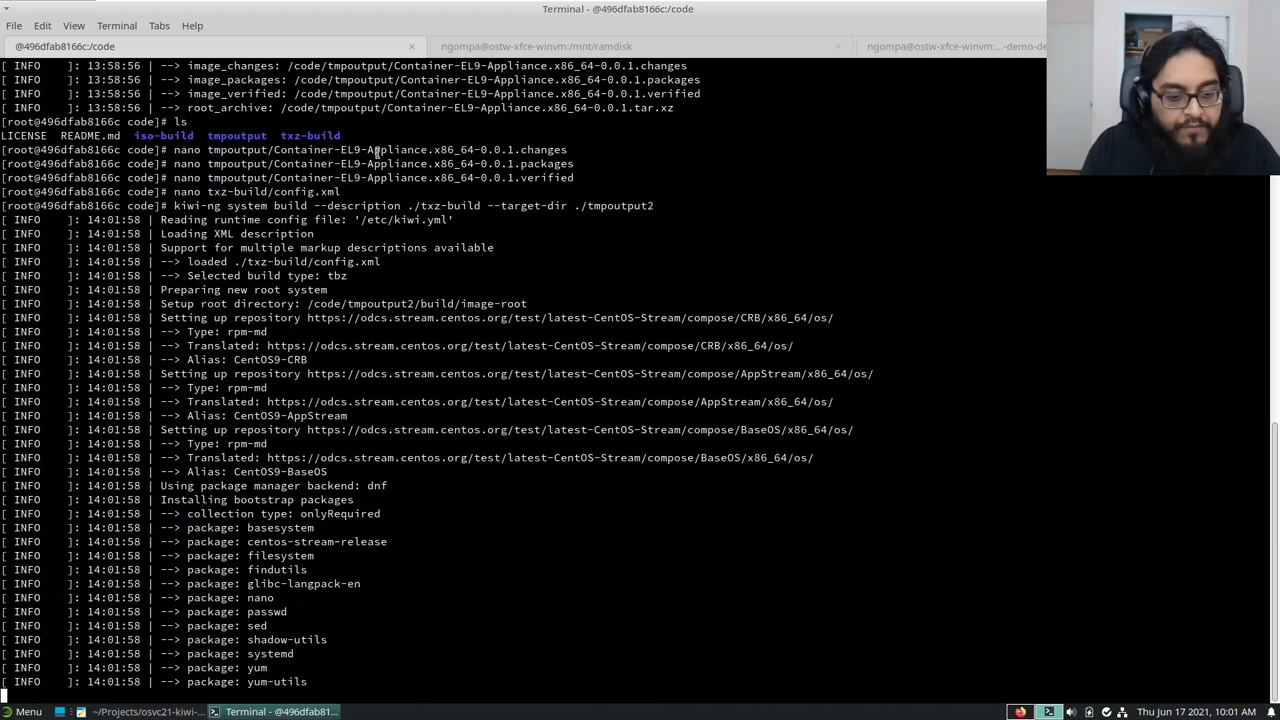 Terminal - @496dfab8166c:/code
File Edit View Terminal Tabs Help
@496dfab8166c:/code × ngompa@ostw-xfce-winvm:/mnt/ramdisk × ngompa@ostw-xfce-winvm:...-demo-de
[ INFO    ]: 13:58:56 | --> image_changes: /code/tmpoutput/Container-EL9-Appliance.x86_64-0.0.1.changes
[ INFO    ]: 13:58:56 | --> image_packages: /code/tmpoutput/Container-EL9-Appliance.x86_64-0.0.1.packages
[ INFO    ]: 13:58:56 | --> image_verified: /code/tmpoutput/Container-EL9-Appliance.x86_64-0.0.1.verified
[ INFO    ]: 13:58:56 | --> root_archive: /code/tmpoutput/Container-EL9-Appliance.x86_64-0.0.1.tar.xz
[root@496dfab8166c code]# ls
LICENSE  README.md  iso-build  tmpoutput  txz-build
[root@496dfab8166c code]# nano tmpoutput/Container-EL9-Appliance.x86_64-0.0.1.changes
[root@496dfab8166c code]# nano tmpoutput/Container-EL9-Appliance.x86_64-0.0.1.packages
[root@496dfab8166c code]# nano tmpoutput/Container-EL9-Appliance.x86_64-0.0.1.verified
[root@496dfab8166c code]# nano txz-build/config.xml
[root@496dfab8166c code]# kiwi-ng system build --description ./txz-build --target-dir ./tmpoutput2
[ INFO    ]: 14:01:58 | Reading runtime config file: '/etc/kiwi.yml'
[ INFO    ]: 14:01:58 | Loading XML description
[ INFO    ]: 14:01:58 | Support for multiple markup descriptions available
[ INFO    ]: 14:01:58 | --> loaded ./txz-build/config.xml
[ INFO    ]: 14:01:58 | --> Selected build type: tbz
[ INFO    ]: 14:01:58 | Preparing new root system
[ INFO    ]: 14:01:58 | Setup root directory: /code/tmpoutput2/build/image-root
[ INFO    ]: 14:01:58 | Setting up repository https://odcs.stream.centos.org/test/latest-CentOS-Stream/compose/CRB/x86_64/os/
[ INFO    ]: 14:01:58 | --> Type: rpm-md
[ INFO    ]: 14:01:58 | --> Translated: https://odcs.stream.centos.org/test/latest-CentOS-Stream/compose/CRB/x86_64/os/
[ INFO    ]: 14:01:58 | --> Alias: CentOS9-CRB
[ INFO    ]: 14:01:58 | Setting up repository https://odcs.stream.centos.org/test/latest-CentOS-Stream/compose/AppStream/x86_64/os/
[ INFO    ]: 14:01:58 | --> Type: rpm-md
[ INFO    ]: 14:01:58 | --> Translated: https://odcs.stream.centos.org/test/latest-CentOS-Stream/compose/AppStream/x86_64/os/
[ INFO    ]: 14:01:58 | --> Alias: CentOS9-AppStream
[ INFO    ]: 14:01:58 | Setting up repository https://odcs.stream.centos.org/test/latest-CentOS-Stream/compose/BaseOS/x86_64/os/
[ INFO    ]: 14:01:58 | --> Type: rpm-md
[ INFO    ]: 14:01:58 | --> Translated: https://odcs.stream.centos.org/test/latest-CentOS-Stream/compose/BaseOS/x86_64/os/
[ INFO    ]: 14:01:58 | --> Alias: CentOS9-BaseOS
[ INFO    ]: 14:01:58 | Using package manager backend: dnf
[ INFO    ]: 14:01:58 | Installing bootstrap packages
[ INFO    ]: 14:01:58 | --> collection type: onlyRequired
[ INFO    ]: 14:01:58 | --> package: basesystem
[ INFO    ]: 14:01:58 | --> package: centos-stream-release
[ INFO    ]: 14:01:58 | --> package: filesystem
[ INFO    ]: 14:01:58 | --> package: findutils
[ INFO    ]: 14:01:58 | --> package: glibc-langpack-en
[ INFO    ]: 14:01:58 | --> package: nano
[ INFO    ]: 14:01:58 | --> package: passwd
[ INFO    ]: 14:01:58 | --> package: sed
[ INFO    ]: 14:01:58 | --> package: shadow-utils
[ INFO    ]: 14:01:58 | --> package: systemd
[ INFO    ]: 14:01:58 | --> package: yum
[ INFO    ]: 14:01:58 | --> package: yum-utils
Menu ~/Projects/osvc21-kiwi-... Terminal - @496dfab81... Thu Jun 17 2021, 10:01 AM